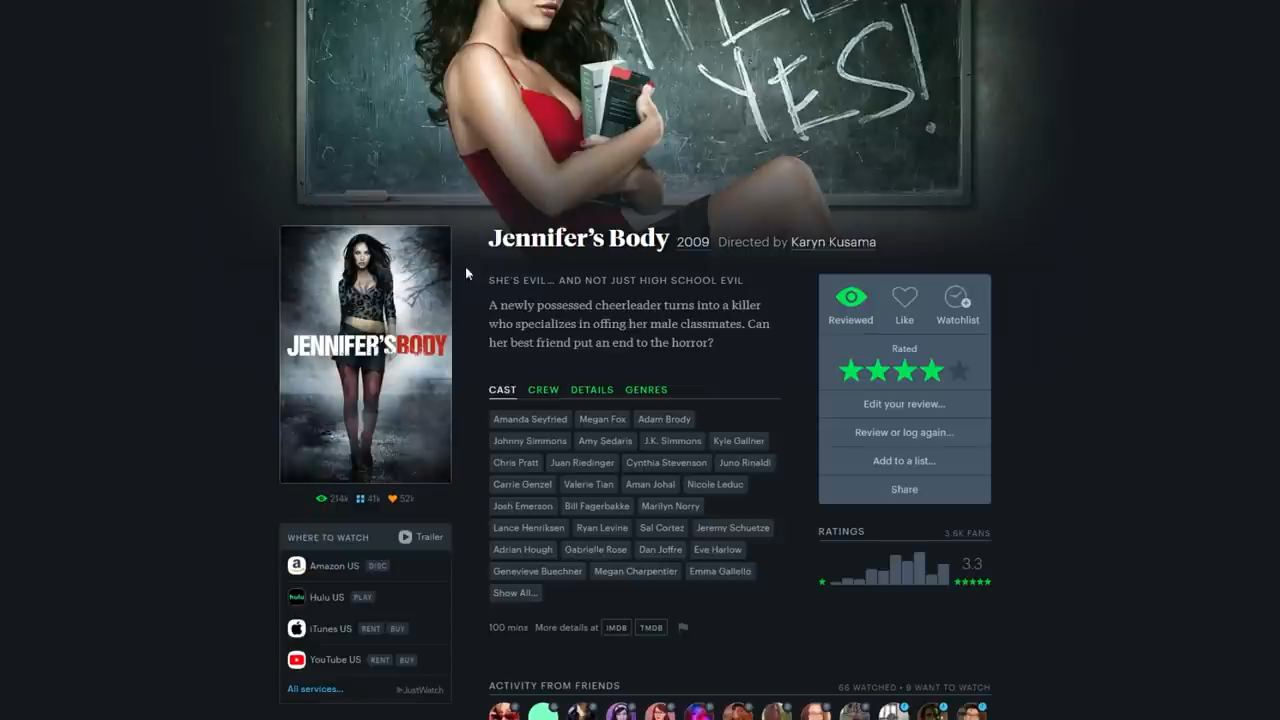 YES!
Jennifer's Body 2009 Directed by Karyn Kusama
SHE'S EVIL... AND NOT JUST HIGH SCHOOL EVIL
A newly possessed cheerleader turns into a killer
who specializes in offing her male classmates. Can
her best friend put an end to the horror?
JENNIFER'S BODY
214k 41k 52k
WHERE TO WATCH Trailer
a Amazon US DISC
hulu Hulu US PLAY
iTunes US RENT BUY
YouTube US RENT BUY
All services... JustWatch
CAST CREW DETAILS GENRES
Amanda Seyfried Megan Fox Adam Brody
Johnny Simmons Amy Sedaris J.K. Simmons Kyle Gallner
Chris Pratt Juan Riedinger Cynthia Stevenson Juno Rinaldi
Carrie Genzel Valerie Tian Aman Johal Nicole Leduc
Josh Emerson Bill Fagerbakke Marilyn Norry
Lance Henriksen Ryan Levine Sal Cortez Jeremy Schuetze
Adrian Hough Gabrielle Rose Dan Joffre Eve Harlow
Genevieve Buechner Megan Charpentier Emma Gallello
Show All...
100 mins More details at IMDB TMDB
Reviewed Like Watchlist
Rated
Edit your review...
Review or log again...
Add to a list...
Share
RATINGS 3.6K FANS
3.3
ACTIVITY FROM FRIENDS 66 WATCHED • 9 WANT TO WATCH